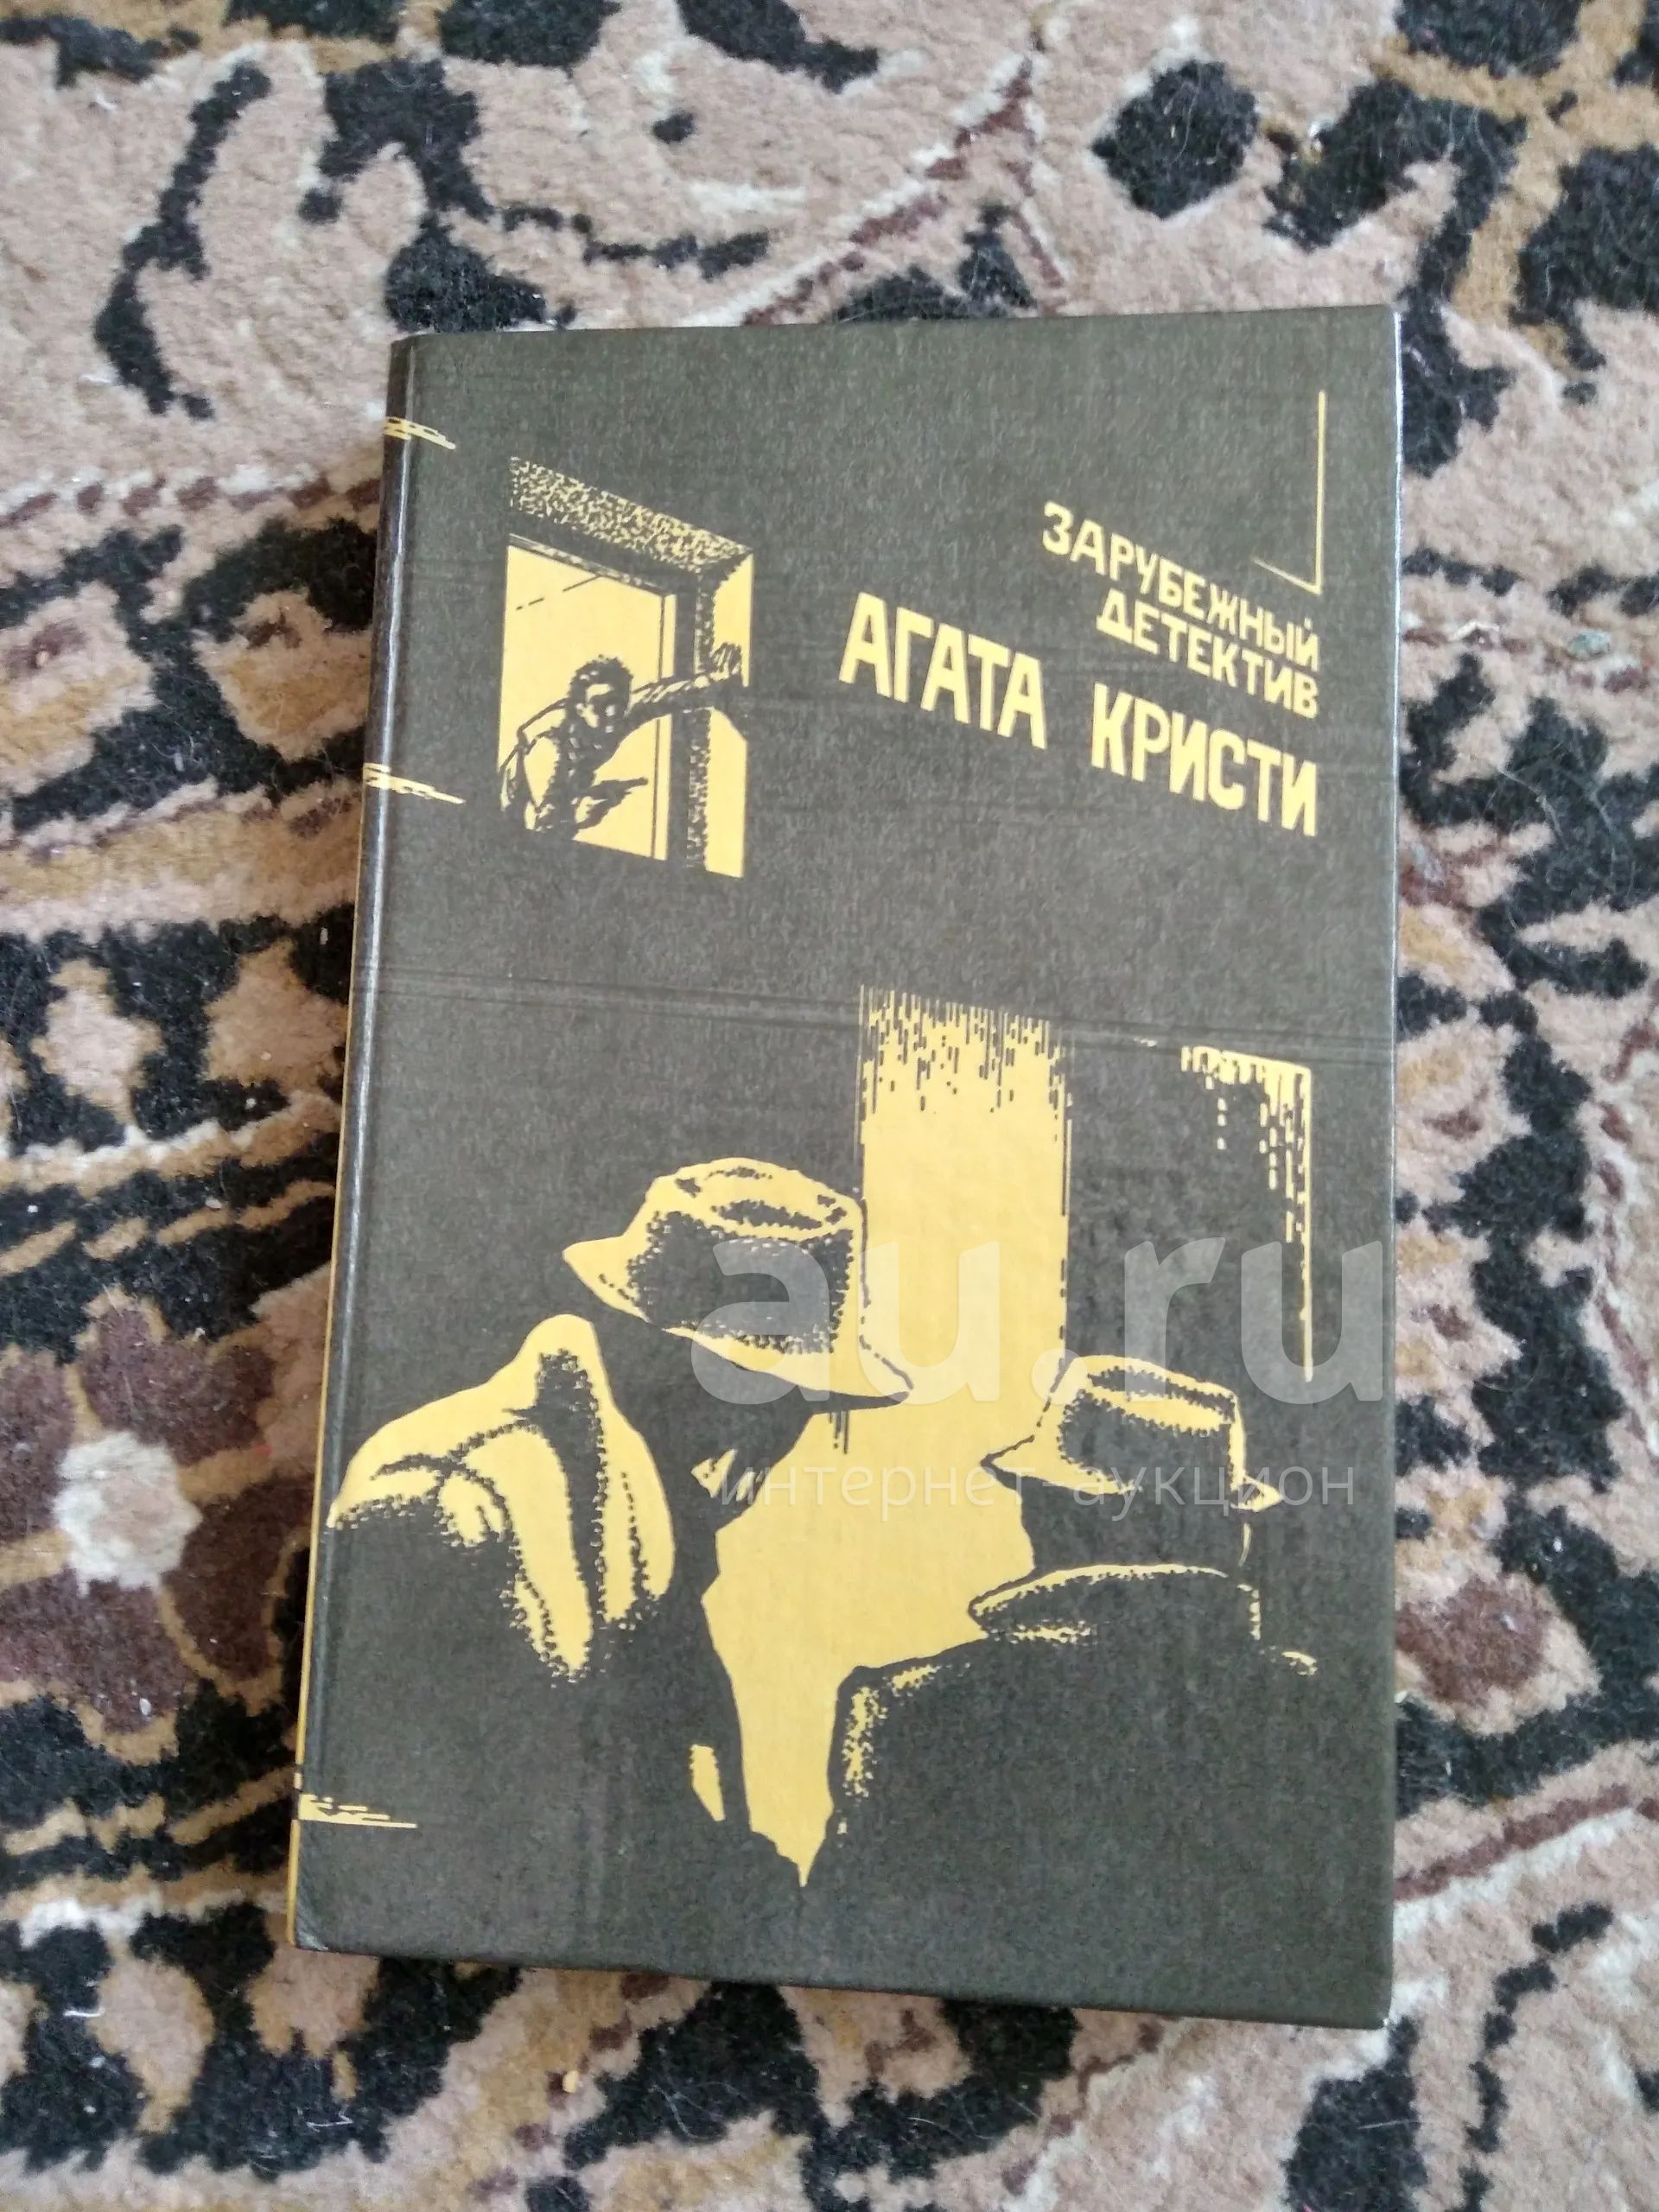 ЗАРУБЕЖНЫЙ
ДЕТЕКТИВ
АГАТА КРИСТИ
au.ru
интернет-аукцион